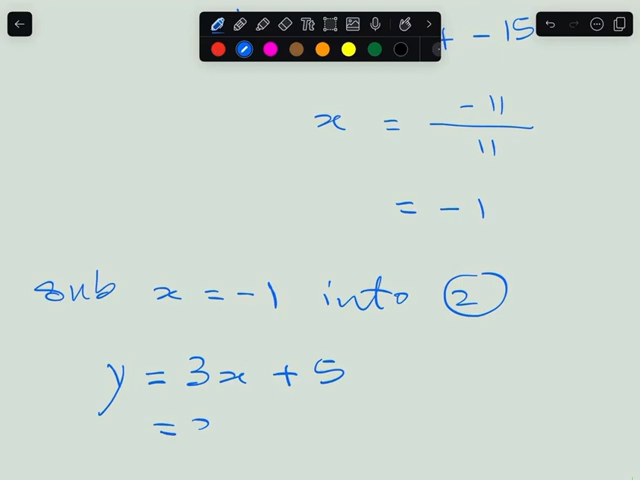 - 15
x = -11/11
= -1
sub x = -1 into ②
y = 3x + 5
=